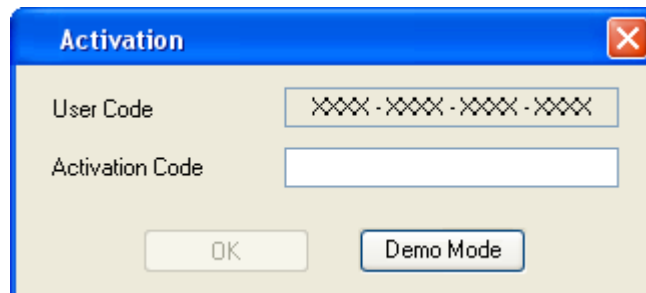 Activation
User Code XXXX - XXXX - XXXX - XXXX
Activation Code
OK Demo Mode